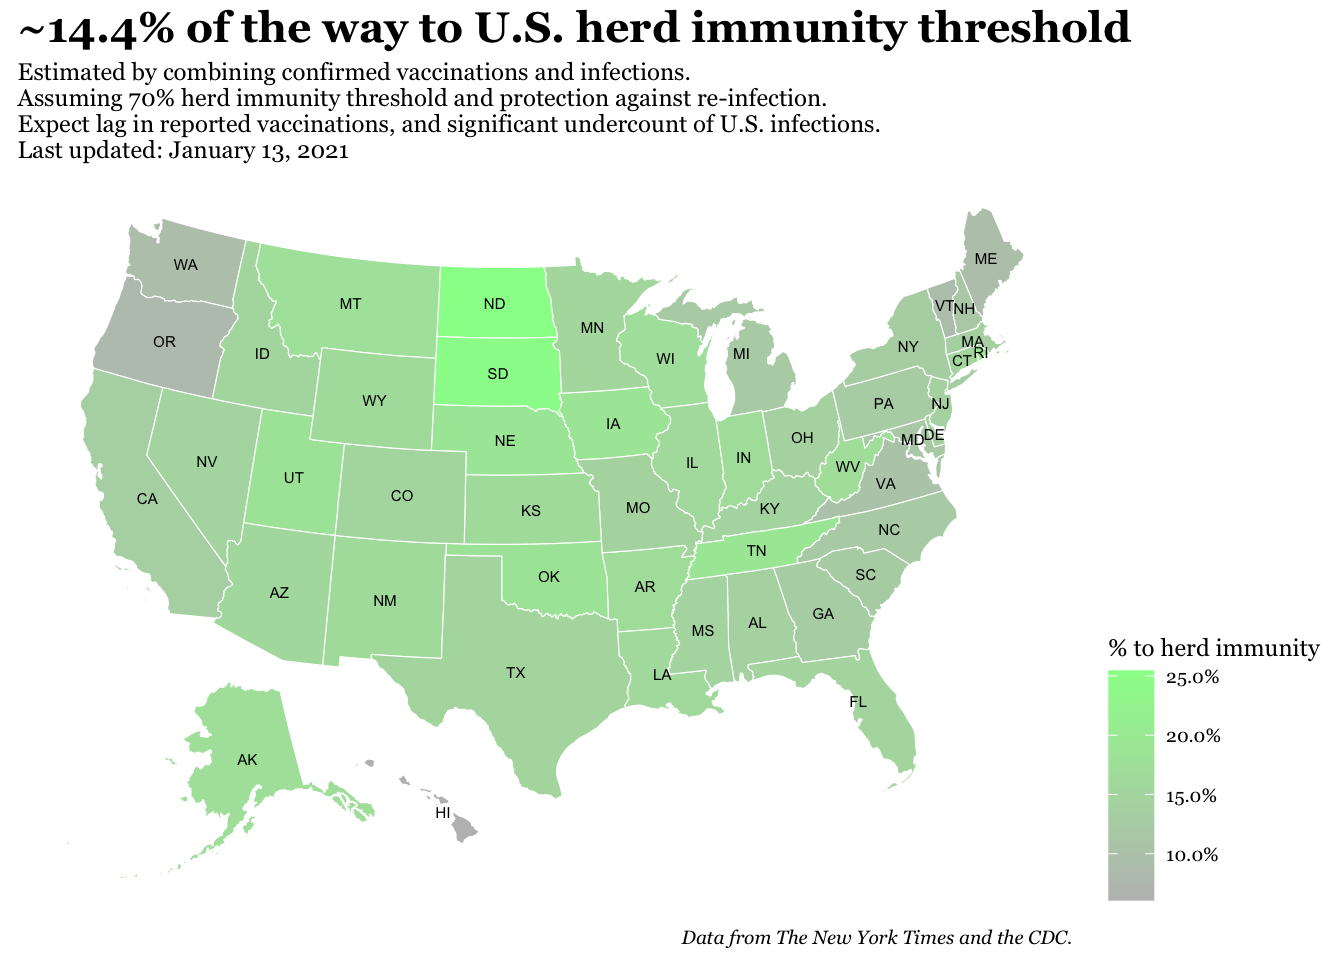 ~14.4% of the way to U.S. herd immunity threshold
Estimated by combining confirmed vaccinations and infections.
Assuming 70% herd immunity threshold and protection against re-infection.
Expect lag in reported vaccinations, and significant undercount of U.S. infections.
Last updated: January 13, 2021
ME
WA
MT
ND
VT
NH
MN
OR
MA
NY
RI
ID
MI
WI
CT
SD
WY
PA
NJ
IA
DE
OH
MD
NE
IN
NV
IL
WV
UT
VA
CO
CA
MO
KY
KS
NC
TN
OK
SC
AR
AZ
NM
GA
AL
MS
TX
LA
FL
AK
HI
% to herd immunity
25.0%
20.0%
15.0%
10.0%
Data from The New York Times and the CDC.